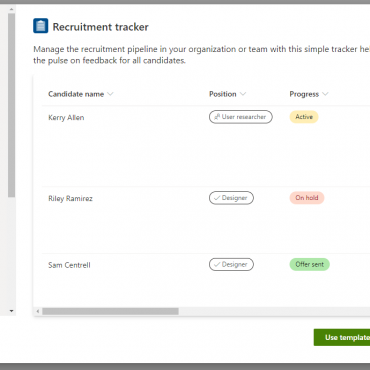 Recruitment tracker
Manage the recruitment pipeline in your organization or team with this simple tracker
the pulse on feedback for all candidates.
Candidate name Position Progress
Kerry Allen User researcher Active
Riley Ramirez Designer On hold
Sam Centrell Designer Offer sent
Use template